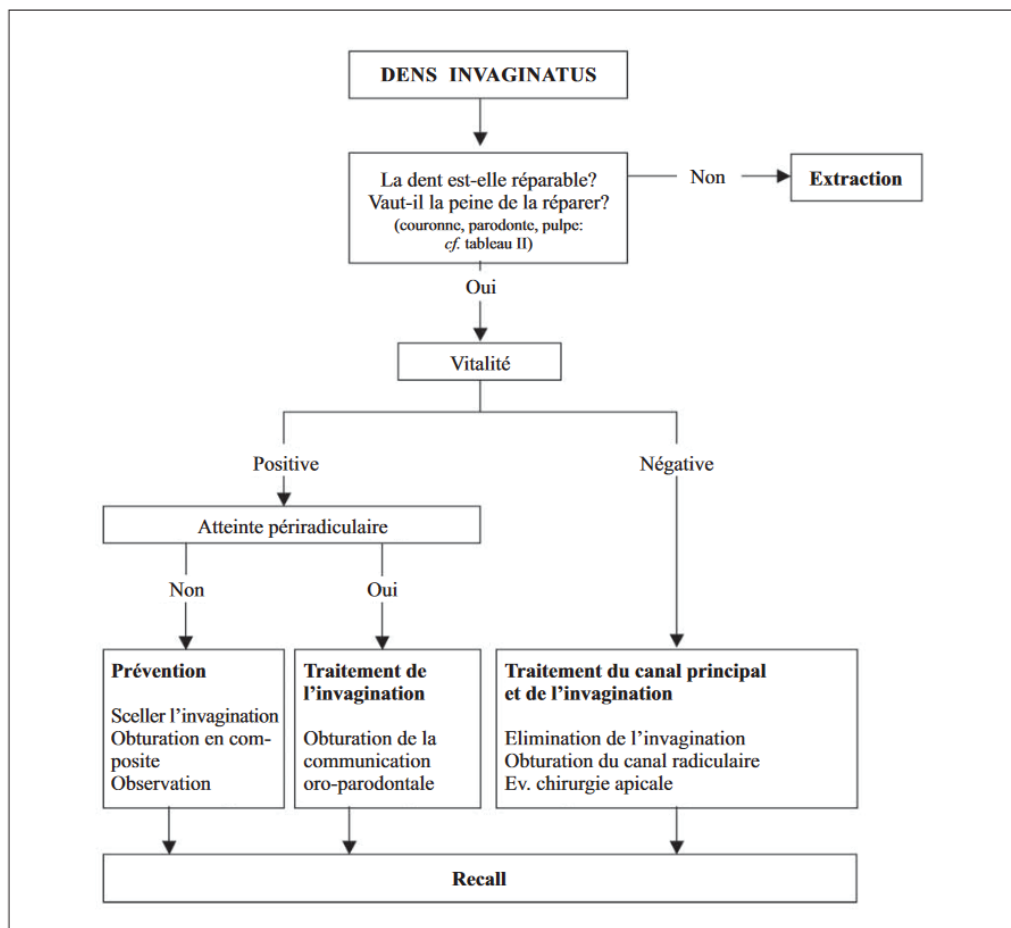 DENS INVAGINATUS
La dent est-elle réparable?
Vaut-il la peine de la réparer?
(couronne, parodonte, pulpe:
cf. tableau II)
Non
Extraction
Oui
Vitalité
Positive
Négative
Atteinte périradiculaire
Non
Oui
Prévention
Sceller l'invagination
Obturation en com-
posite
Observation
Traitement de
l'invagination
Obturation de la
communication
oro-parodontale
Traitement du canal principal
et de l'invagination
Elimination de l'invagination
Obturation du canal radiculaire
Ev. chirurgie apicale
Recall